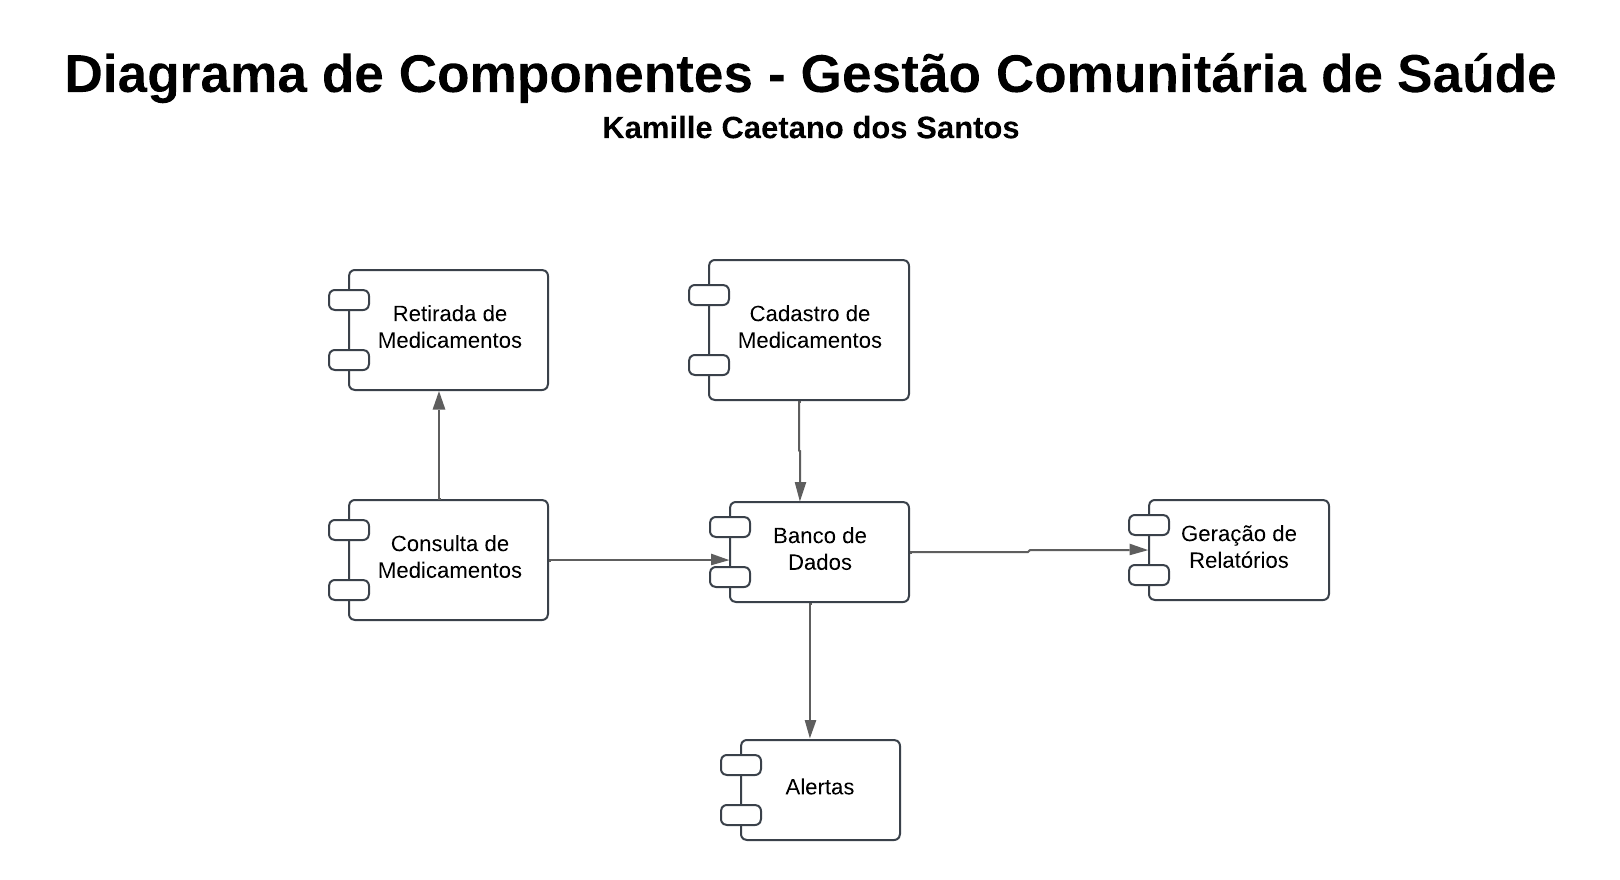 Diagrama de Componentes - Gestão Comunitária de Saúde
Kamille Caetano dos Santos
Retirada de
Medicamentos
Cadastro de
Medicamentos
Consulta de
Medicamentos
Banco de
Dados
Geração de
Relatórios
Alertas